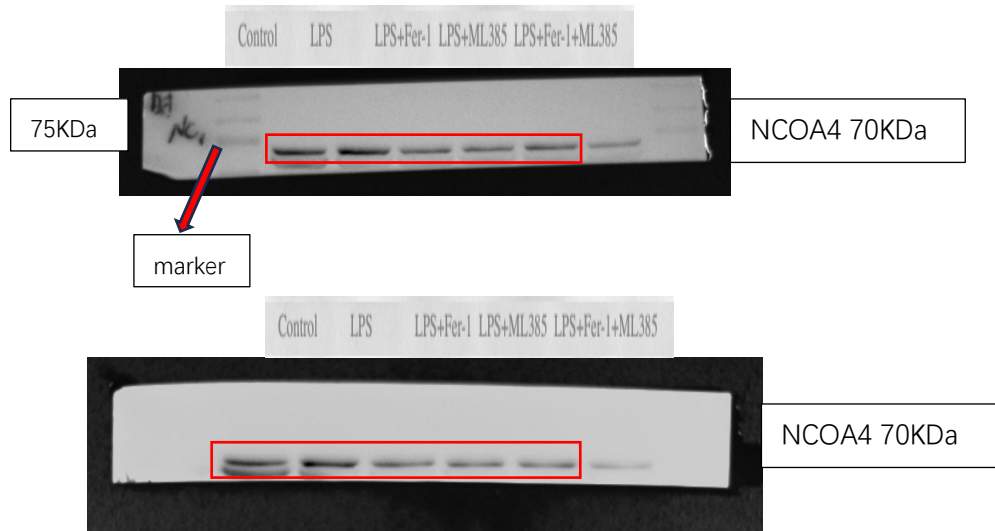 Control LPS LPS+Fer-1 LPS+ML385 LPS+Fer-1+ML385
75KDa
NCOA4 70KDa
marker
Control LPS LPS+Fer-1 LPS+ML385 LPS+Fer-1+ML385
NCOA4 70KDa